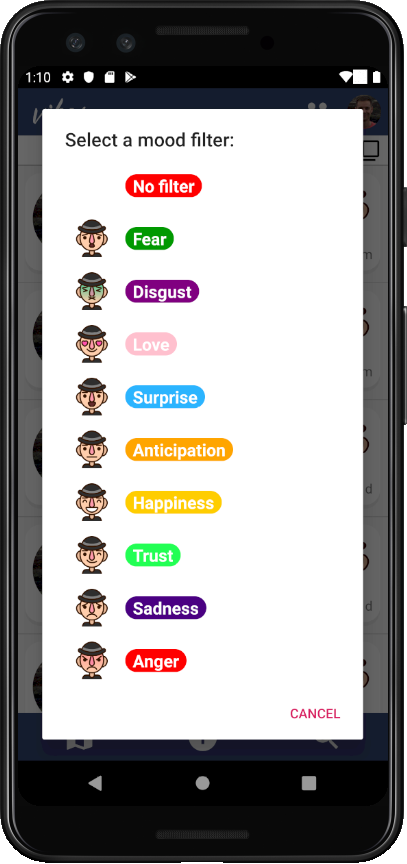 1:10
Select a mood filter:
No filter
Fear
Disgust
Love
Surprise
Anticipation
Happiness
Trust
Sadness
Anger
CANCEL
m
m
d
d